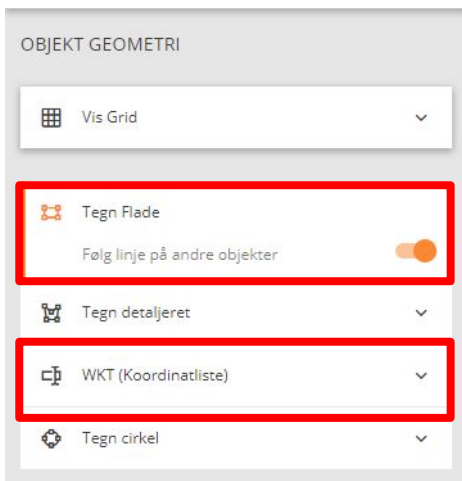 OBJEKT GEOMETRI
Vis Grid
Tegn Flade
Følg linje på andre objekter
Tegn detaljeret
WKT (Koordinatliste)
Tegn cirkel